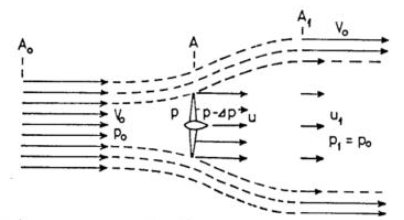 A₀ A A₁ V₀
V₀ p p-Δp u u₁
p₀ p₁ = p₀